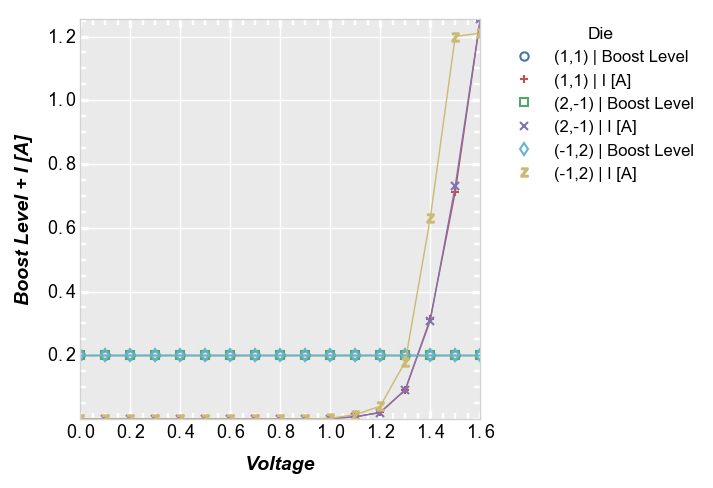 Die
(1,1) | Boost Level
(1,1) | I [A]
(2,-1) | Boost Level
(2,-1) | I [A]
(-1,2) | Boost Level
(-1,2) | I [A]
Boost Level + I [A]
1.2
1.0
0.8
0.6
0.4
0.2
0.0 0.2 0.4 0.6 0.8 1.0 1.2 1.4 1.6
Voltage